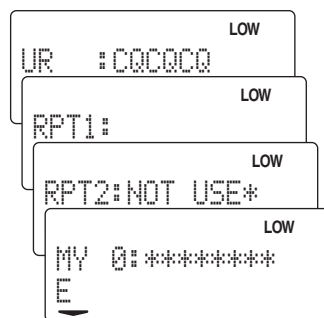 LOW
UR :CQCQCQ
LOW
RPT1:
LOW
RPT2:NOT USE*
LOW
MY 0:********
E